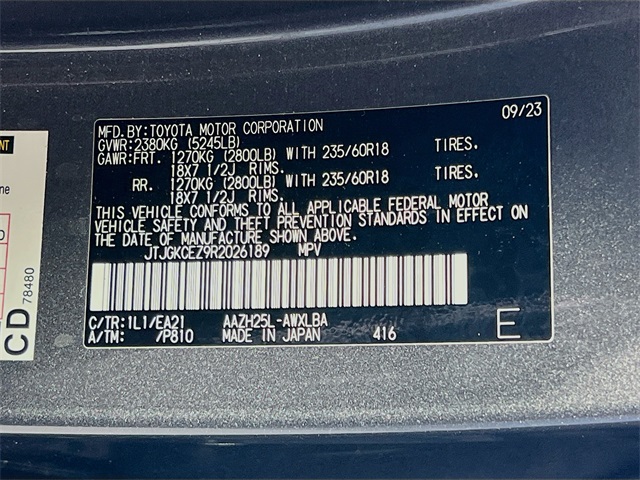 09/23
MFD.BY:TOYOTA MOTOR CORPORATION
GVWR:2380KG (5245LB)
GAWR:FRT. 1270KG (2800LB) WITH 235/60R18 TIRES.
18X7 1/2J RIMS.
RR. 1270KG (2800LB) WITH 235/60R18 TIRES.
18X7 1/2J RIMS.
THIS VEHICLE CONFORMS TO ALL APPLICABLE FEDERAL MOTOR
VEHICLE SAFETY AND THEFT PREVENTION STANDARDS IN EFFECT ON
THE DATE OF MANUFACTURE SHOWN ABOVE.
JTJGKCEZ9R2026189 MPV
C/TR:1L1/EA21 AAZH25L-AWXLBA
A/TM: /P810 MADE IN JAPAN 416 E
CD
78480